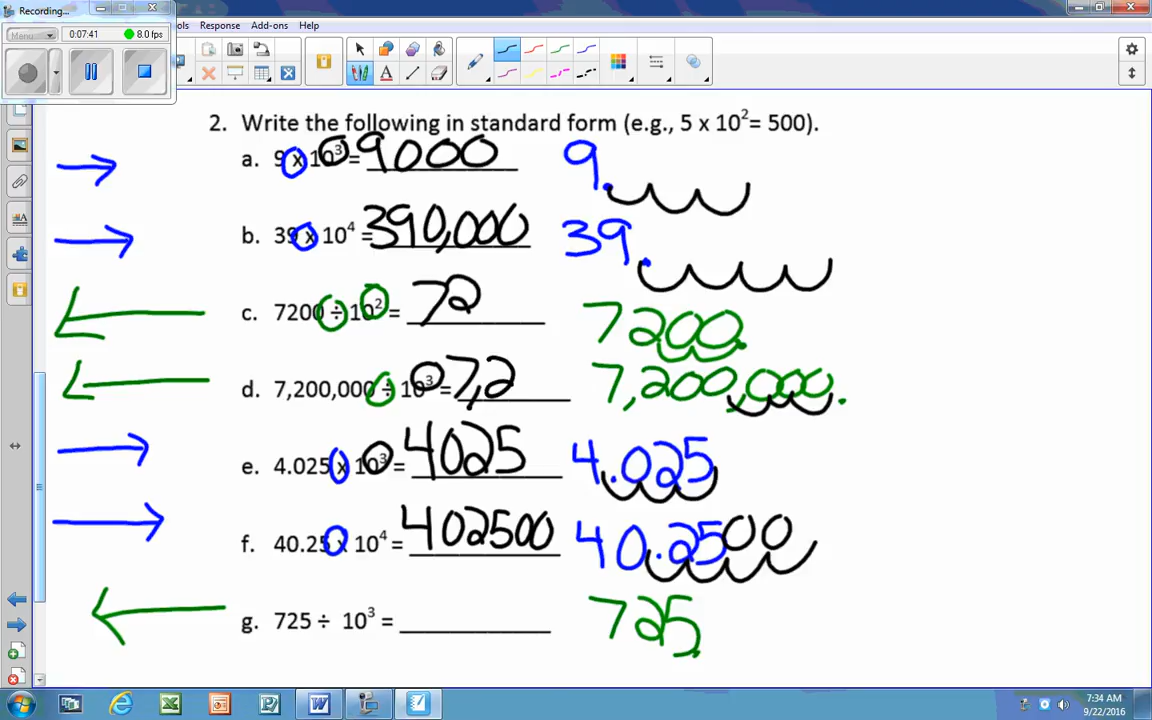 Recording...
Menu 0:07:41 8.0 fps
Response Add-ons Help
2. Write the following in standard form (e.g., 5 x 10²= 500).
a. 9 x 10³= 9000 9.
b. 39 x 10⁴ = 390,000 39.
c. 7200 ÷ 10² = 72 7200.
d. 7,200,000 ÷ 10³ = 07,2 7,200,000.
e. 4.025 x 10³= 4025 4.025
f. 40.25 x 10⁴ = 402500 40.2500
g. 725 ÷ 10³ = 725.
7:34 AM
9/22/2016